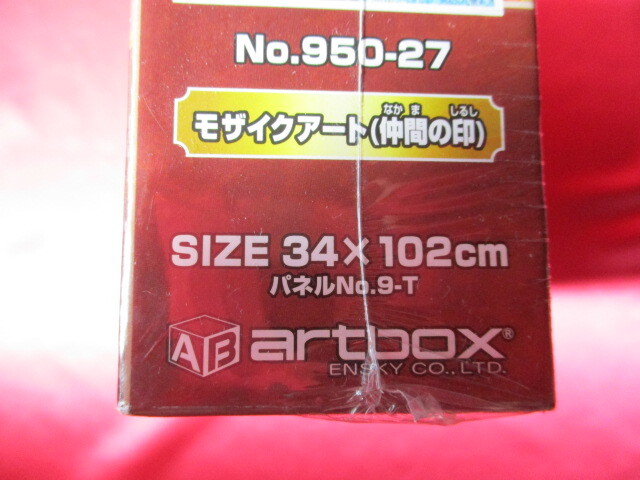 No.950-27
なかま しるし
モザイクアート(仲間の印)
SIZE 34×102cm
パネルNo.9-T
AB artbox®
ENSKY CO., LTD.